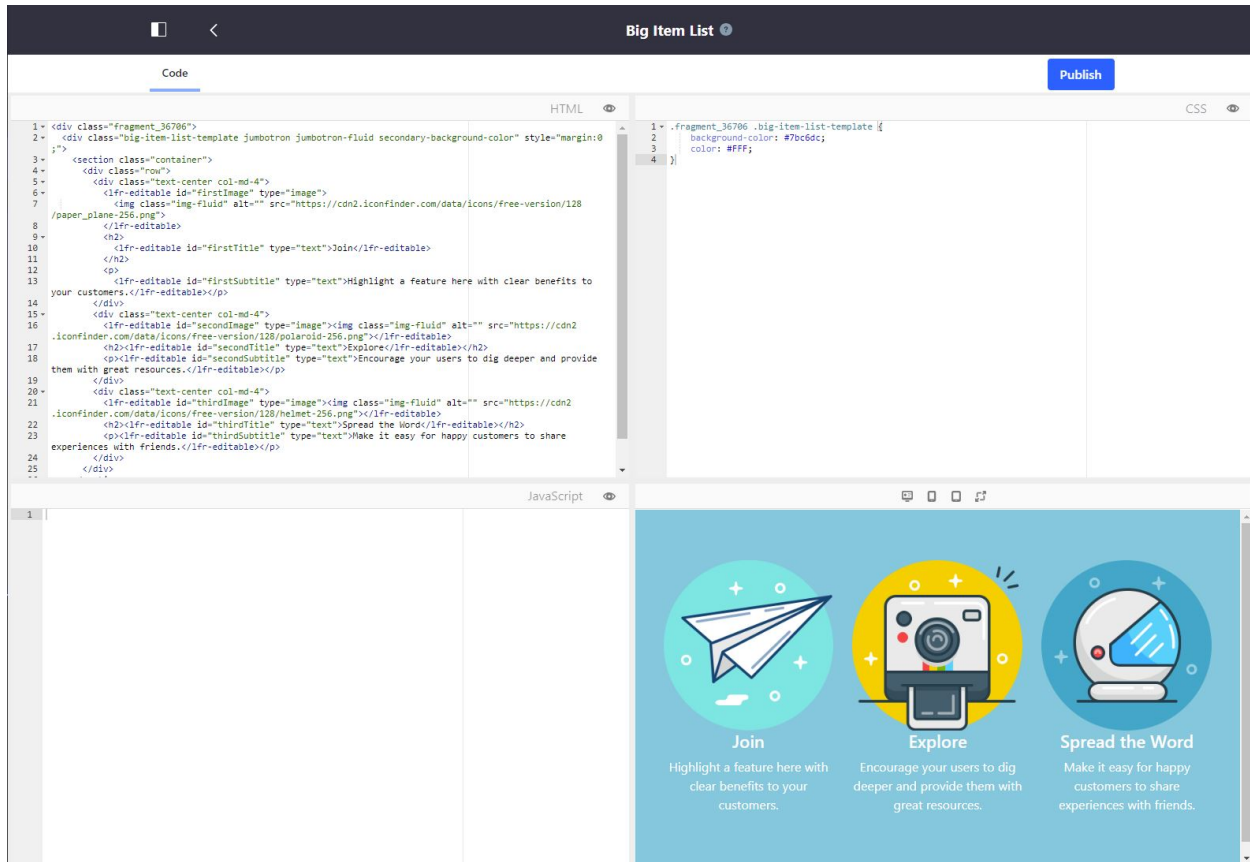 Big Item List ?
Code
Publish
HTML
1 <div class="fragment_36706">
2 <div class="big-item-list-template jumbotron jumbotron-fluid secondary-background-color" style="margin:0
;">
3 <section class="container">
4 <div class="row">
5 <div class="text-center col-md-4">
6 <lfr-editable id="firstImage" type="image">
7 <img class="img-fluid" alt="" src="https://cdn2.iconfinder.com/data/icons/free-version/128
/paper_plane-256.png">
8 </lfr-editable>
9 <h2>
10 <lfr-editable id="firstTitle" type="text">Join</lfr-editable>
11 </h2>
12 <p>
13 <lfr-editable id="firstSubtitle" type="text">Highlight a feature here with clear benefits to
your customers.</lfr-editable></p>
14 </div>
15 <div class="text-center col-md-4">
16 <lfr-editable id="secondImage" type="image"><img class="img-fluid" alt="" src="https://cdn2
.iconfinder.com/data/icons/free-version/128/polaroid-256.png"></lfr-editable>
17 <h2><lfr-editable id="secondTitle" type="text">Explore</lfr-editable></h2>
18 <p><lfr-editable id="secondSubtitle" type="text">Encourage your users to dig deeper and provide
them with great resources.</lfr-editable></p>
19 </div>
20 <div class="text-center col-md-4">
21 <lfr-editable id="thirdImage" type="image"><img class="img-fluid" alt="" src="https://cdn2
.iconfinder.com/data/icons/free-version/128/helmet-256.png"></lfr-editable>
22 <h2><lfr-editable id="thirdTitle" type="text">Spread the Word</lfr-editable></h2>
23 <p><lfr-editable id="thirdSubtitle" type="text">Make it easy for happy customers to share
experiences with friends.</lfr-editable></p>
24 </div>
25 </div>
CSS
1 .fragment_36706 .big-item-list-template {
2 background-color: #7bc6dc;
3 color: #FFF;
4 }
JavaScript
1
Join
Highlight a feature here with
clear benefits to your
customers.
Explore
Encourage your users to dig
deeper and provide them with
great resources.
Spread the Word
Make it easy for happy
customers to share
experiences with friends.